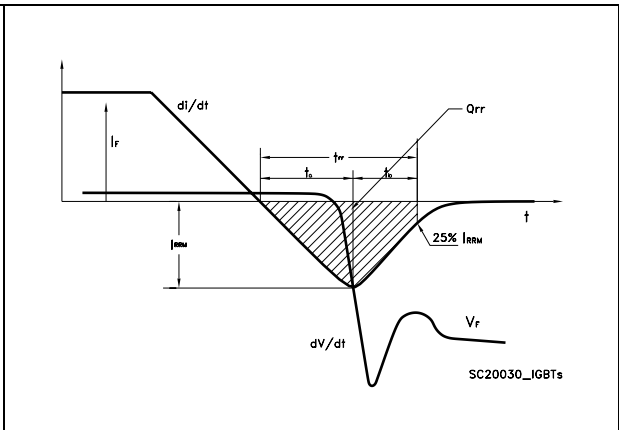 di/dt
Qrr
IF
trr
ta
tb
t
IRRM
25% IRRM
VF
dV/dt
SC20030_IGBTs